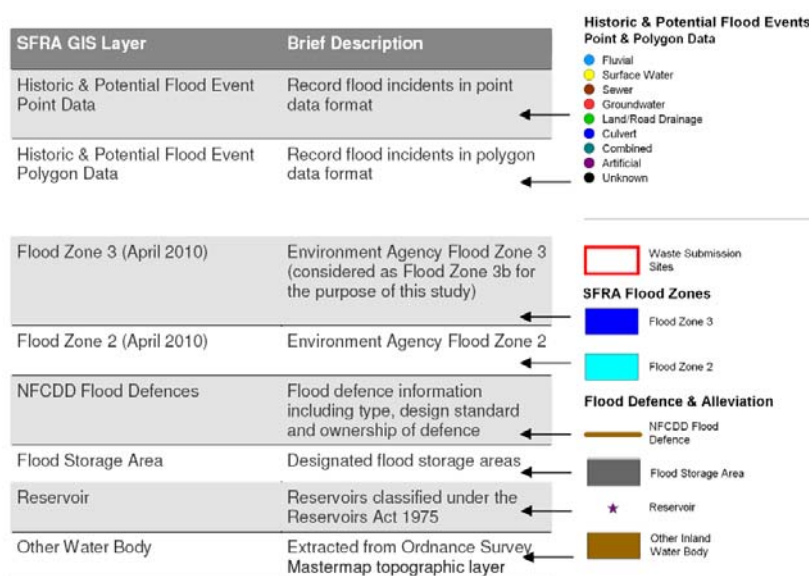 SFRA GIS Layer Brief Description
Historic & Potential Flood Event Record flood incidents in point
Point Data data format
Historic & Potential Flood Event Record flood incidents in polygon
Polygon Data data format
Flood Zone 3 (April 2010) Environment Agency Flood Zone 3
(considered as Flood Zone 3b for
the purpose of this study)
Flood Zone 2 (April 2010) Environment Agency Flood Zone 2
NFCDD Flood Defences Flood defence information
including type, design standard
and ownership of defence
Flood Storage Area Designated flood storage areas
Reservoir Reservoirs classified under the
Reservoirs Act 1975
Other Water Body Extracted from Ordnance Survey
Mastermap topographic layer
Historic & Potential Flood Events
Point & Polygon Data
Fluvial
Surface Water
Sewer
Groundwater
Land/Road Drainage
Culvert
Combined
Artificial
Unknown
Waste Submission
Sites
SFRA Flood Zones
Flood Zone 3
Flood Zone 2
Flood Defence & Alleviation
NFCDD Flood
Defence
Flood Storage Area
Reservoir
Other Inland
Water Body